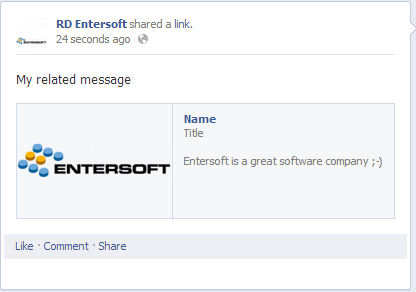 RD Entersoft shared a link.
24 seconds ago
My related message
ENTERSOFT
Name
Title
Entersoft is a great software company ;-)
Like · Comment · Share